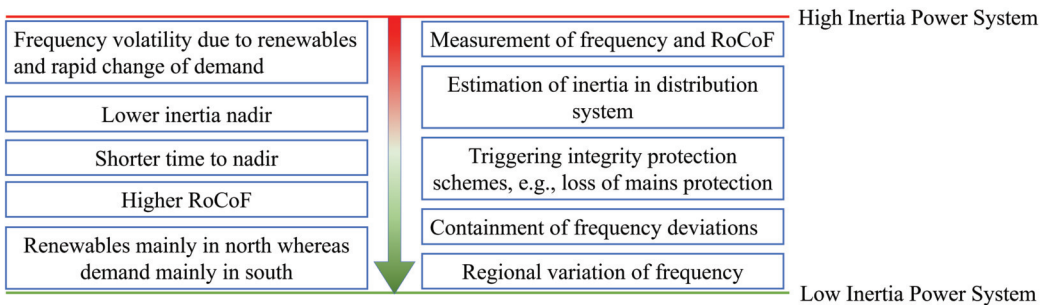 High Inertia Power System
Frequency volatility due to renewables
and rapid change of demand
Lower inertia nadir
Shorter time to nadir
Higher RoCoF
Renewables mainly in north whereas
demand mainly in south
Measurement of frequency and RoCoF
Estimation of inertia in distribution
system
Triggering integrity protection
schemes, e.g., loss of mains protection
Containment of frequency deviations
Regional variation of frequency
Low Inertia Power System